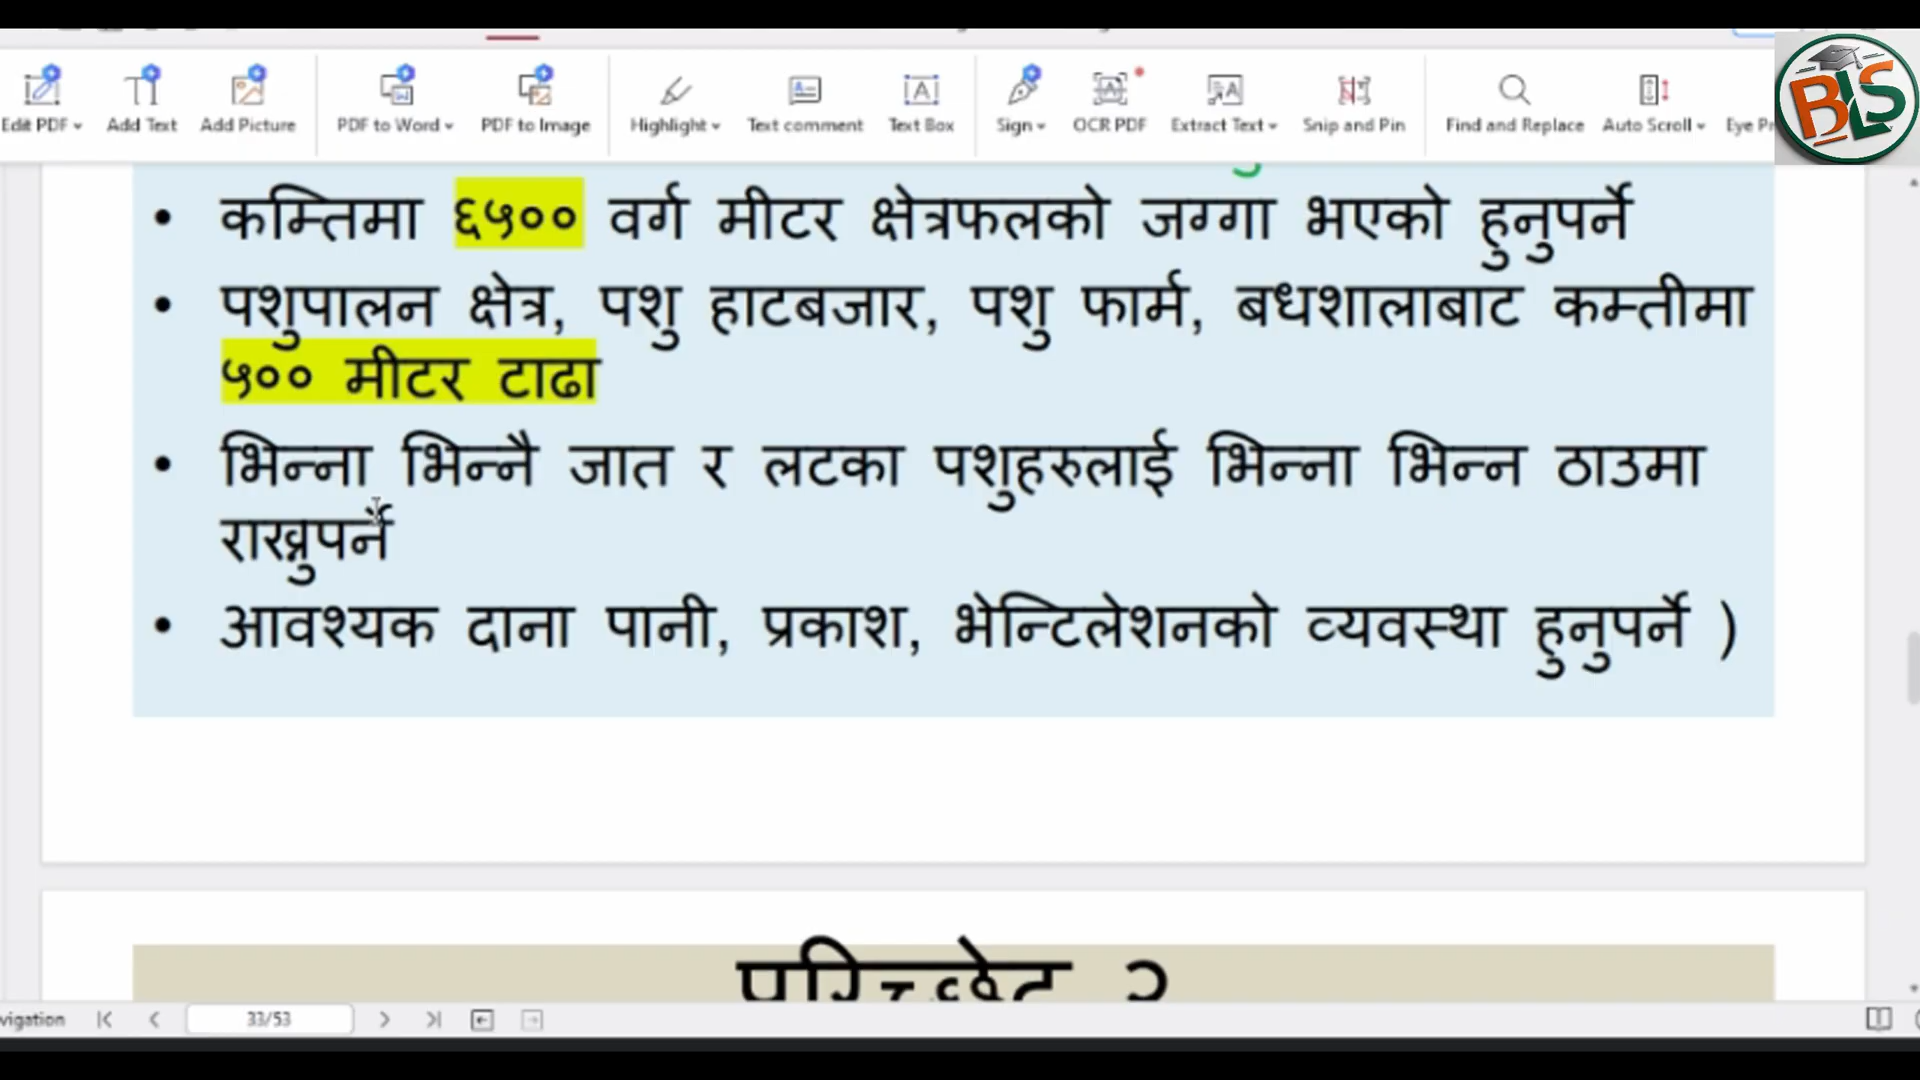 Edit PDF Add Text Add Picture PDF to Word PDF to Image Highlight Text comment Text Box Sign OCR PDF Extract Text Snip and Pin Find and Replace Auto Scroll Eye
BLS
• कम्तिमा ६५०० वर्ग मीटर क्षेत्रफलको जग्गा भएको हुनुपर्ने
• पशुपालन क्षेत्र, पशु हाटबजार, पशु फार्म, बधशालाबाट कम्तीमा
५०० मीटर टाढा
• भिन्ना भिन्नै जात र लटका पशुहरुलाई भिन्ना भिन्न ठाउमा
राख्नुपर्ने
• आवश्यक दाना पानी, प्रकाश, भेन्टिलेशनको व्यवस्था हुनुपर्ने )
परिच्छेद
33/53